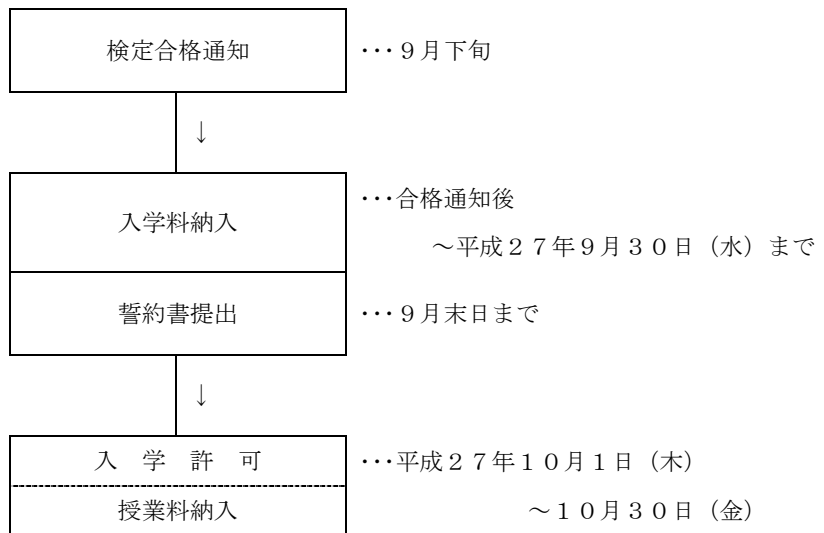 検定合格通知 ･･･９月下旬
↓
入学料納入 ･･･合格通知後
～平成２７年９月３０日（水）まで
誓約書提出 ･･･９月末日まで
↓
入　学　許　可 ･･･平成２７年１０月１日（木）
授業料納入 ～１０月３０日（金）